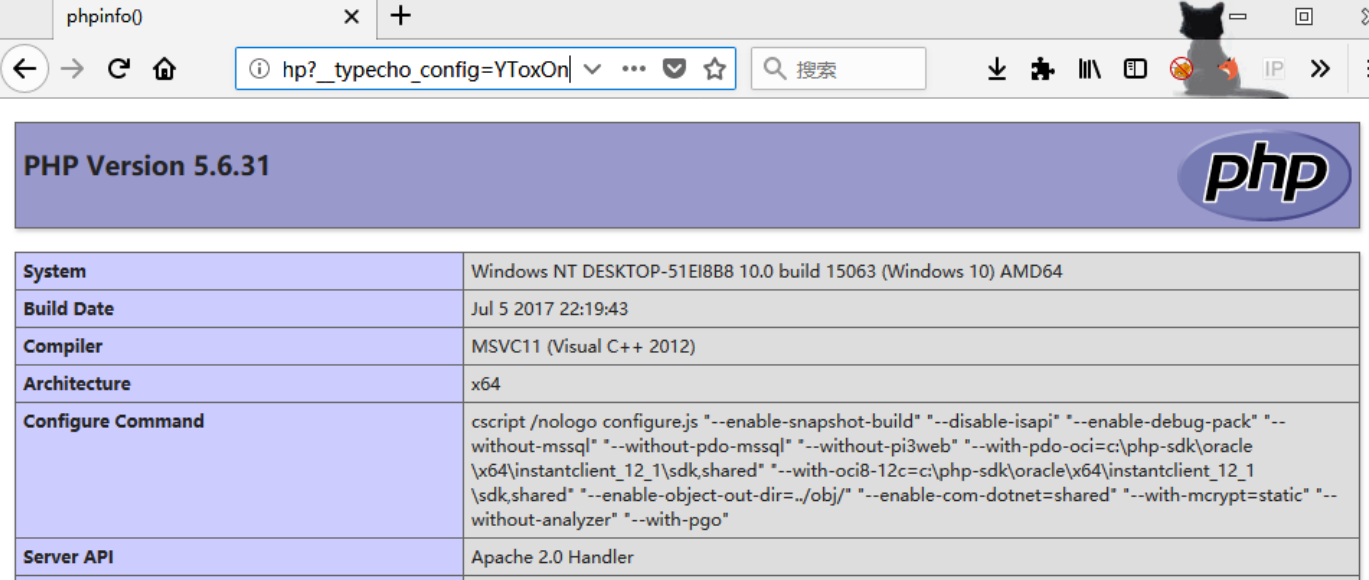 phpinfo()
hp?__typecho_config=YToxOn
搜索
IP
PHP Version 5.6.31
php
System
Windows NT DESKTOP-51EI8B8 10.0 build 15063 (Windows 10) AMD64
Build Date
Jul 5 2017 22:19:43
Compiler
MSVC11 (Visual C++ 2012)
Architecture
x64
Configure Command
cscript /nologo configure.js "--enable-snapshot-build" "--disable-isapi" "--enable-debug-pack" "--
without-mssql" "--without-pdo-mssql" "--without-pi3web" "--with-pdo-oci=c:\php-sdk\oracle
\x64\instantclient_12_1\sdk,shared" "--with-oci8-12c=c:\php-sdk\oracle\x64\instantclient_12_1
\sdk,shared" "--enable-object-out-dir=../obj/" "--enable-com-dotnet=shared" "--with-mcrypt=static" "--
without-analyzer" "--with-pgo"
Server API
Apache 2.0 Handler